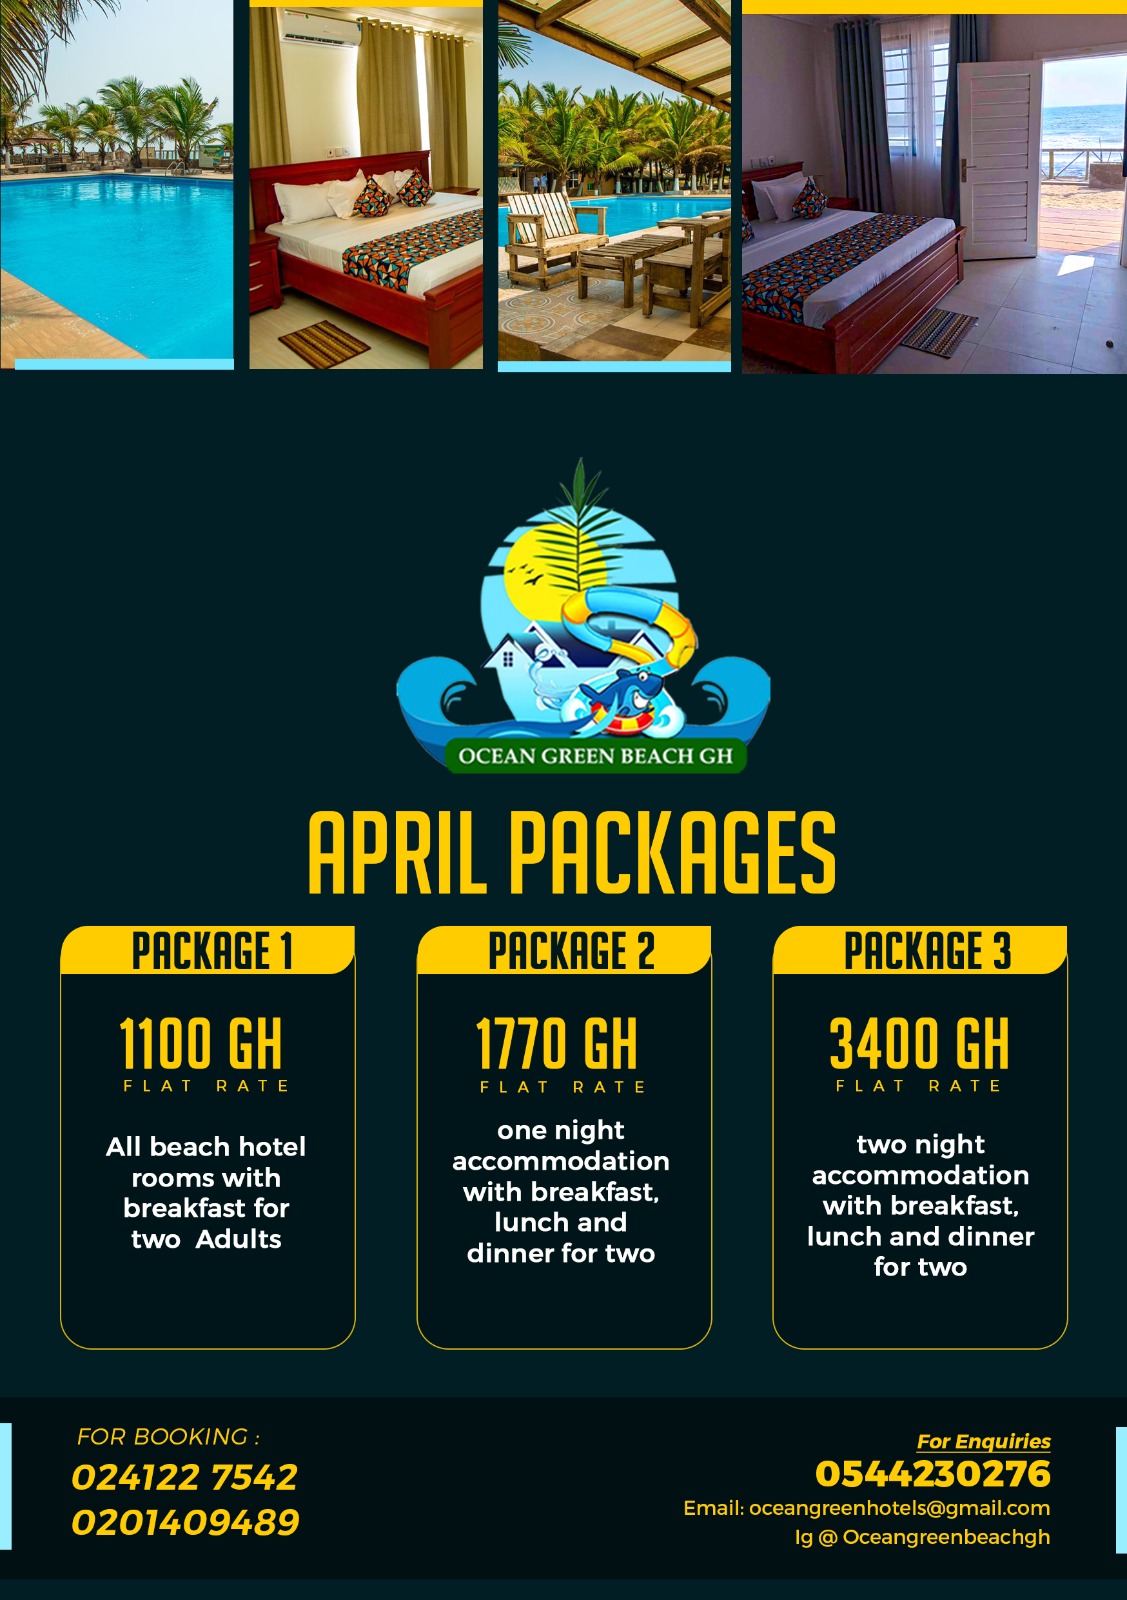 OCEAN GREEN BEACH GH
APRIL PACKAGES
PACKAGE 1
1100 GH
FLAT RATE
All beach hotel
rooms with
breakfast for
two Adults
PACKAGE 2
1770 GH
FLAT RATE
one night
accommodation
with breakfast,
lunch and
dinner for two
PACKAGE 3
3400 GH
FLAT RATE
two night
accommodation
with breakfast,
lunch and dinner
for two
FOR BOOKING :
024122 7542
0201409489
For Enquiries
0544230276
Email: oceangreenhotels@gmail.com
Ig @ Oceangreenbeachgh